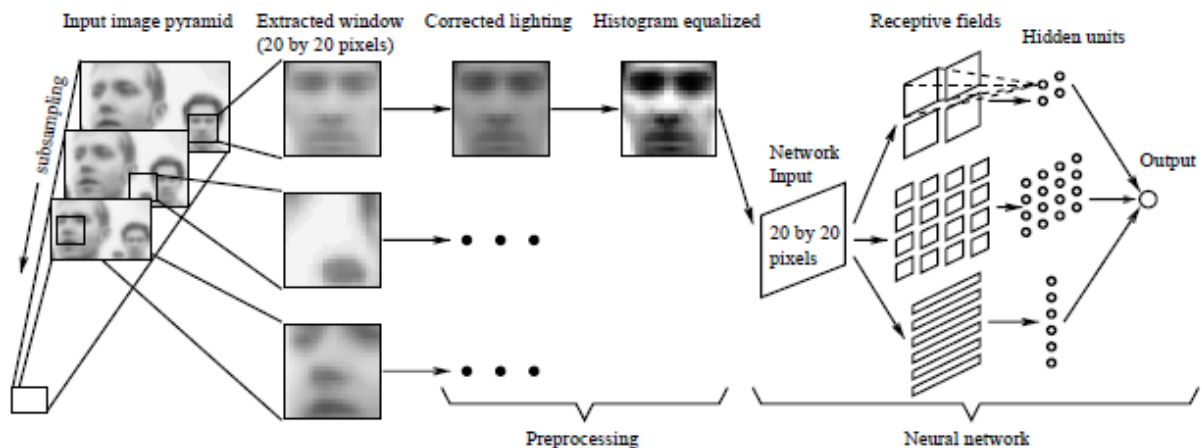 Input image pyramid
Extracted window
(20 by 20 pixels)
Corrected lighting
Histogram equalized
Receptive fields
Hidden units
subsampling
Network
Input
Output
20 by 20
pixels
Preprocessing
Neural network